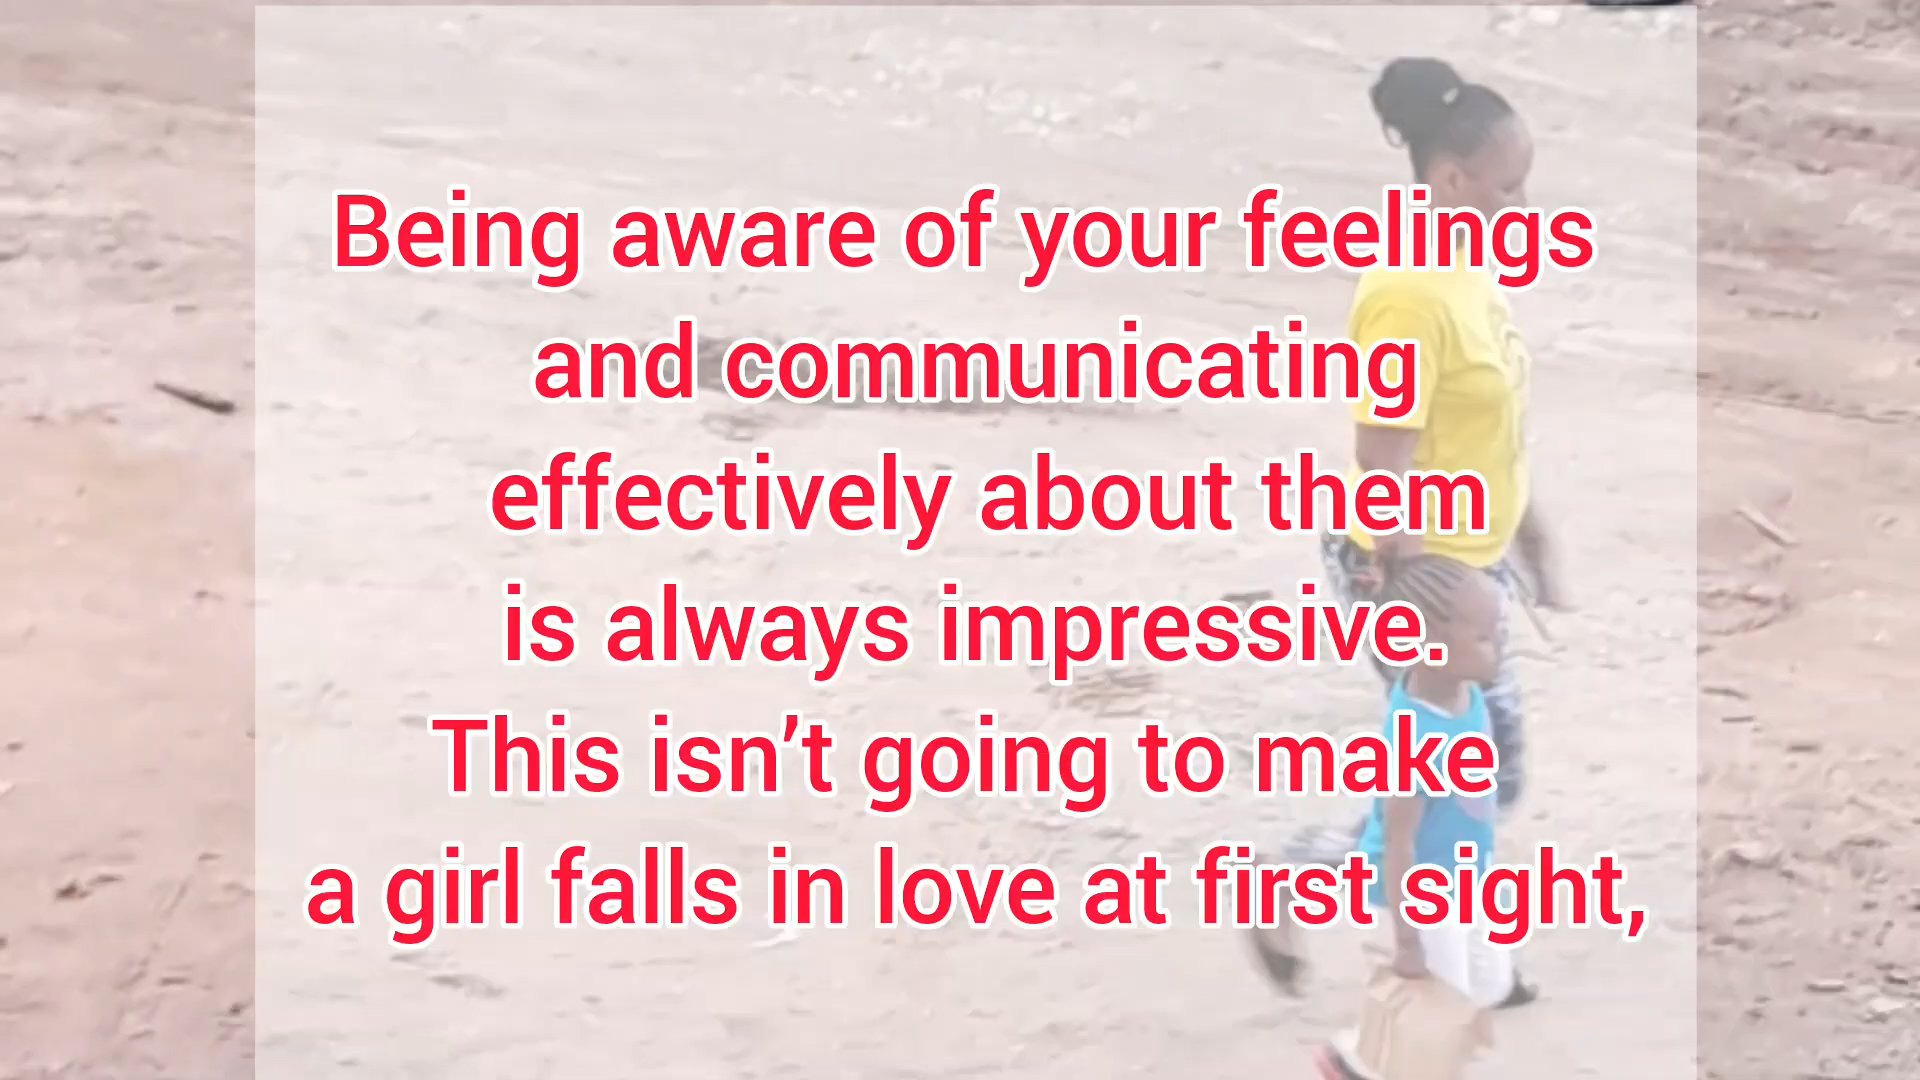 Being aware of your feelings
and communicating
effectively about them
is always impressive.
This isn’t going to make
a girl falls in love at first sight,